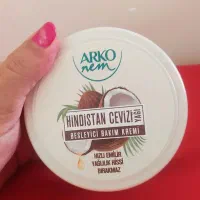 ARKO
nem
HİNDİSTAN CEVİZİ
YAĞI
BESLEYİCİ BAKIM KREMİ
HIZLI EMİLİR
YAĞLILIK HİSSİ
BIRAKMAZ